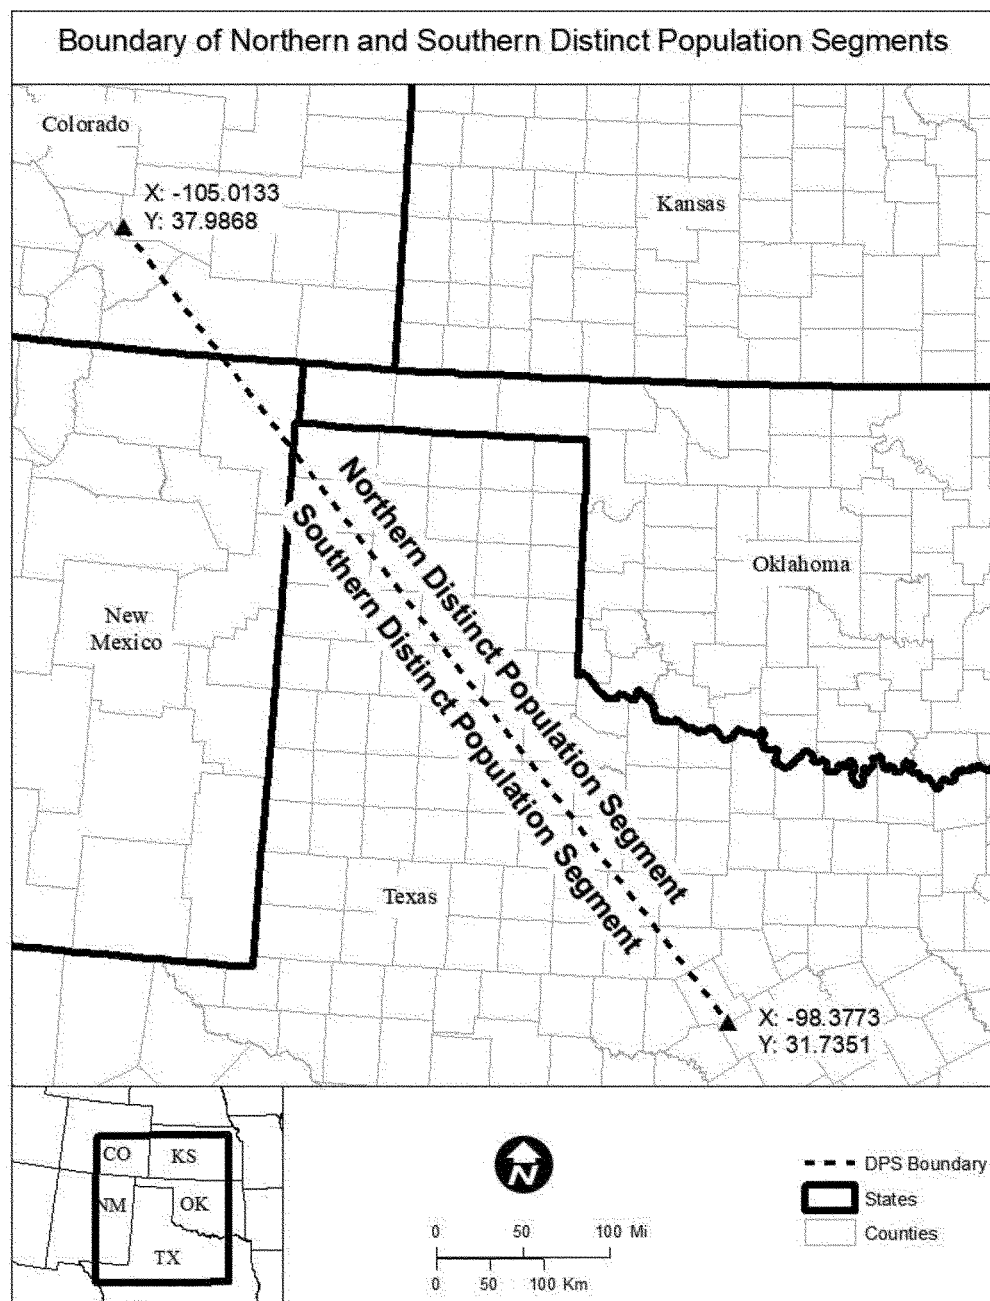 Boundary of Northern and Southern Distinct Population Segments
Colorado
X: -105.0133
Y: 37.9868
Kansas
Northern Distinct Population Segment
Southern Distinct Population Segment
Oklahoma
New
Mexico
Texas
X: -98.3773
Y: 31.7351
CO
KS
NM
OK
TX
N
0 50 100 Mi
0 50 100 Km
DPS Boundary
States
Counties